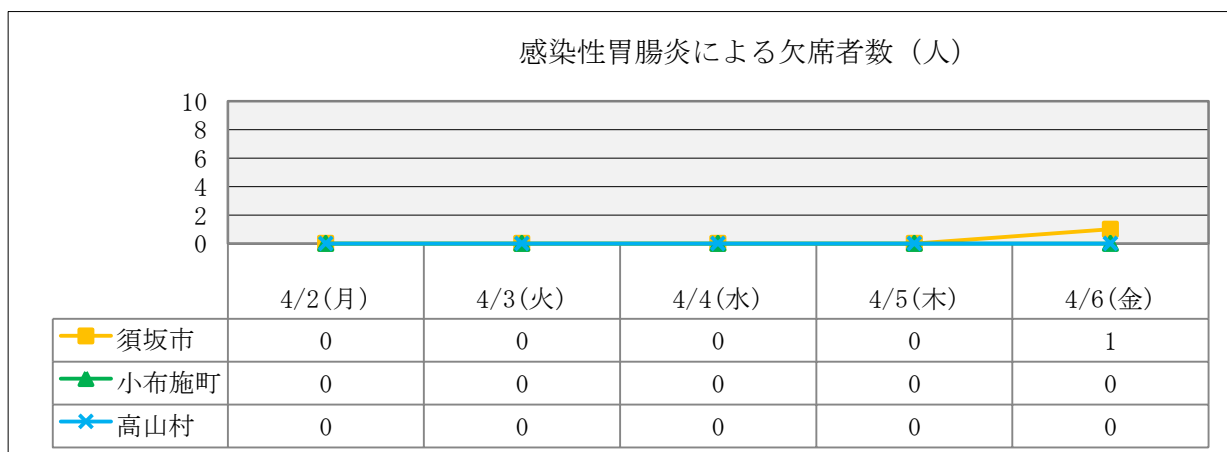 感染性胃腸炎による欠席者数（人）
10
8
6
4
2
0
4/2(月) 4/3(火) 4/4(水) 4/5(木) 4/6(金)
須坂市 0 0 0 0 1
小布施町 0 0 0 0 0
高山村 0 0 0 0 0